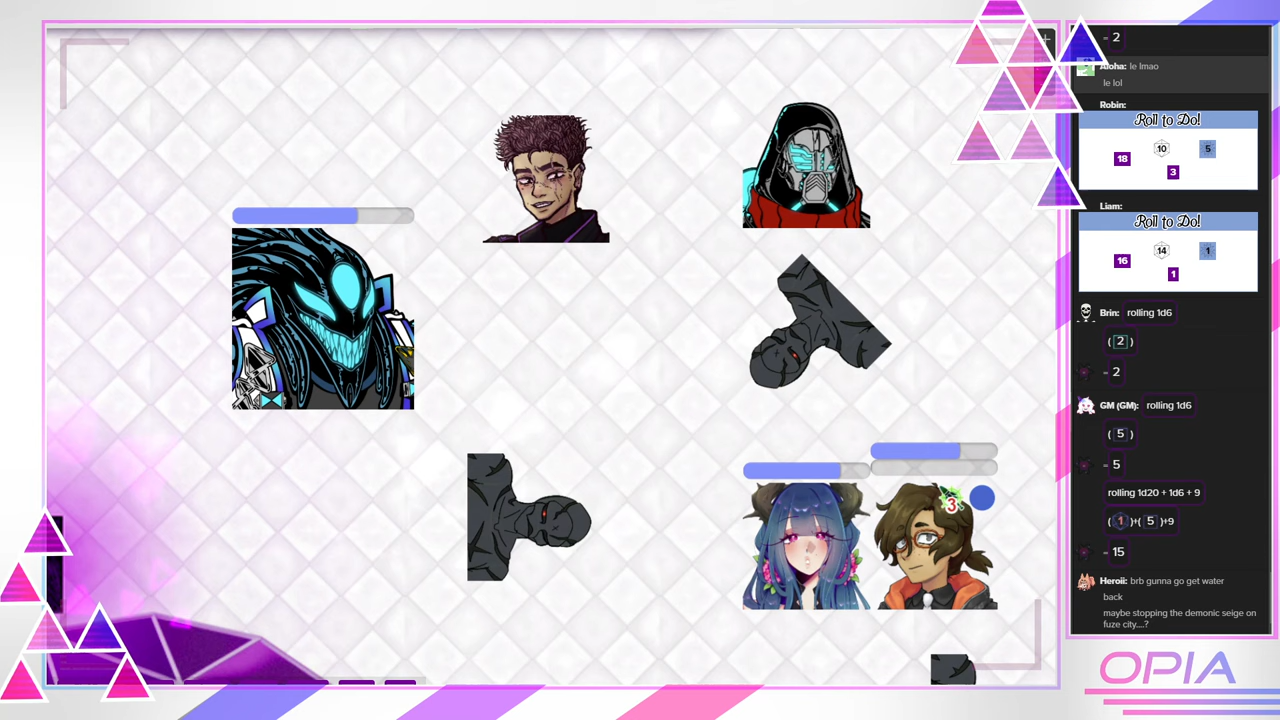 = 2
Aloha: le lmao
le lol
Robin:
Roll to Do!
18
10
5
3
Liam:
Roll to Do!
16
14
1
1
Brin: rolling 1d6
(2)
= 2
GM (GM): rolling 1d6
(5)
= 5
rolling 1d20 + 1d6 + 9
(1)+(5)+9
= 15
Heroii: brb gunna go get water
back
maybe stopping the demonic seige on
fuze city....?
3
OPIA